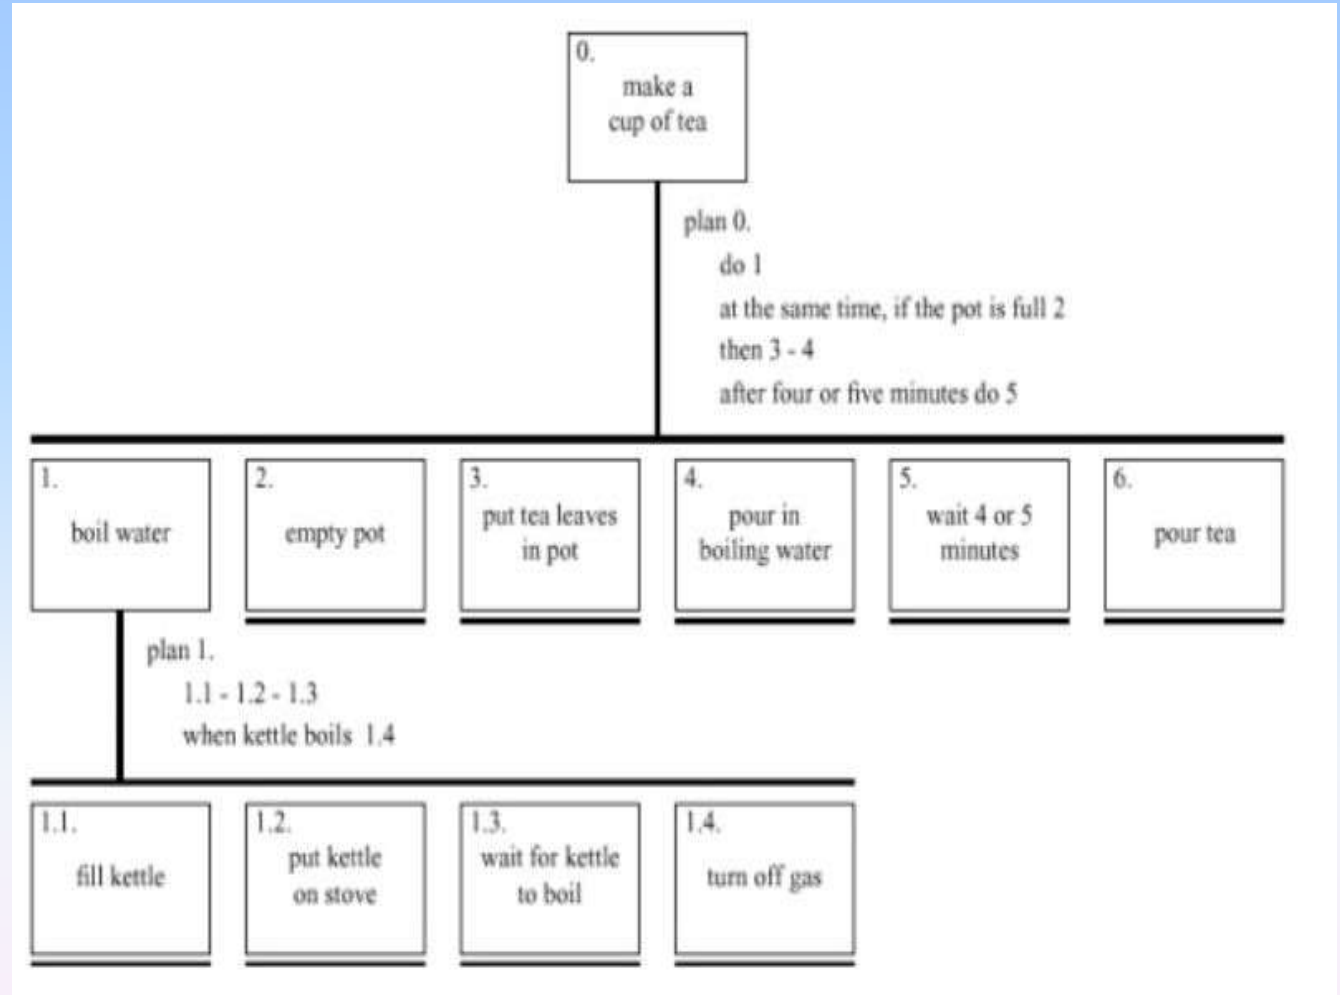 0.
make a
cup of tea
plan 0.
do 1
at the same time, if the pot is full 2
then 3 - 4
after four or five minutes do 5
1.
boil water
2.
empty pot
3.
put tea leaves
in pot
4.
pour in
boiling water
5.
wait 4 or 5
minutes
6.
pour tea
plan 1.
1.1 - 1.2 - 1.3
when kettle boils 1.4
1.1.
fill kettle
1.2.
put kettle
on stove
1.3.
wait for kettle
to boil
1.4.
turn off gas